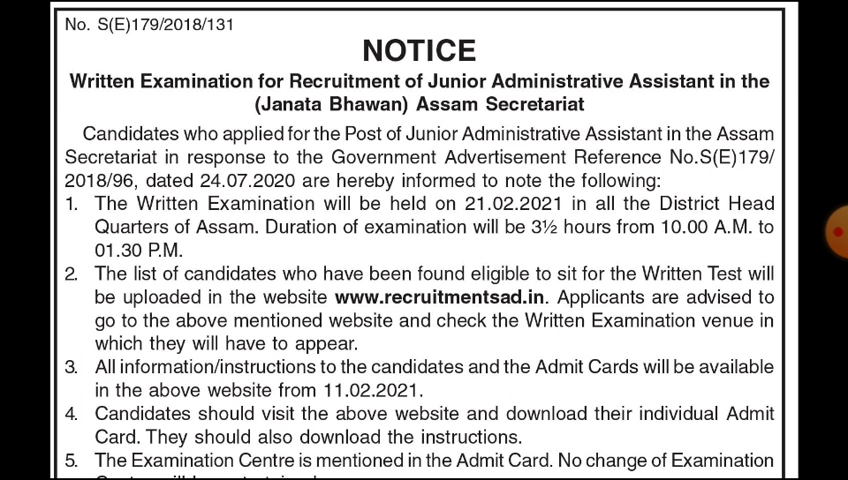 No. S(E)179/2018/131
NOTICE
Written Examination for Recruitment of Junior Administrative Assistant in the
(Janata Bhawan) Assam Secretariat
Candidates who applied for the Post of Junior Administrative Assistant in the Assam
Secretariat in response to the Government Advertisement Reference No.S(E)179/
2018/96, dated 24.07.2020 are hereby informed to note the following:
1. The Written Examination will be held on 21.02.2021 in all the District Head
Quarters of Assam. Duration of examination will be 3½ hours from 10.00 A.M. to
01.30 P.M.
2. The list of candidates who have been found eligible to sit for the Written Test will
be uploaded in the website www.recruitmentsad.in. Applicants are advised to
go to the above mentioned website and check the Written Examination venue in
which they will have to appear.
3. All information/instructions to the candidates and the Admit Cards will be available
in the above website from 11.02.2021.
4. Candidates should visit the above website and download their individual Admit
Card. They should also download the instructions.
5. The Examination Centre is mentioned in the Admit Card. No change of Examination